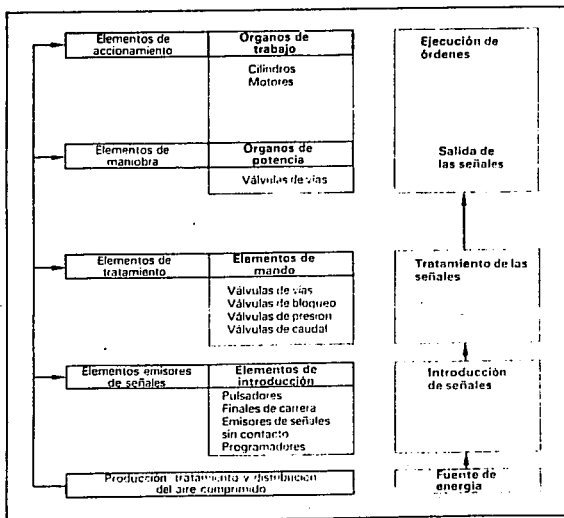 Elementos de
accionamiento
Organos de
trabajo
Cilindros
Motores
Ejecución de
órdenes
Elementos de
maniobra
Organos de
potencia
Válvulas de vías
Salida de
las señales
Elementos de
tratamiento
Elementos de
mando
Válvulas de vías
Válvulas de bloqueo
Válvulas de presion
Válvulas de caudal
Tratamiento de las
señales
Elementos emisores
de señales
Elementos de
introducción
Pulsadores
Finales de carrera
Emisores de señales
sin contacto
Programadores
Introducción
de señales
Producción, tratamiento y distribución
del aire comprimido
Fuente de
energia